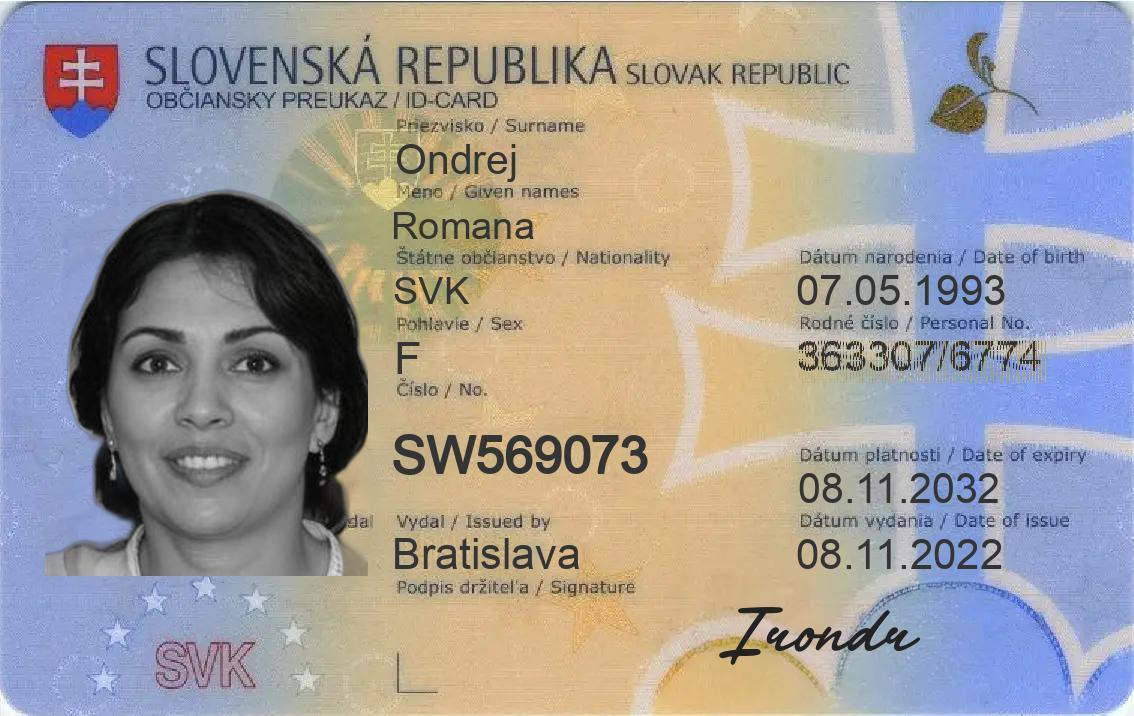 SLOVENSKÁ REPUBLIKA SLOVAK REPUBLIC
OBČIANSKY PREUKAZ / ID-CARD
Priezvisko / Surname
Ondrej
Meno / Given names
Romana
Štátne občianstvo / Nationality
SVK
Dátum narodenia / Date of birth
07.05.1993
Pohlavie / Sex
F
Rodné číslo / Personal No.
363307/6774
Číslo / No.
SW569073
Dátum platnosti / Date of expiry
08.11.2032
Vydal / Issued by
Bratislava
Dátum vydania / Date of issue
08.11.2022
Podpis držiteľa / Signature
SVK